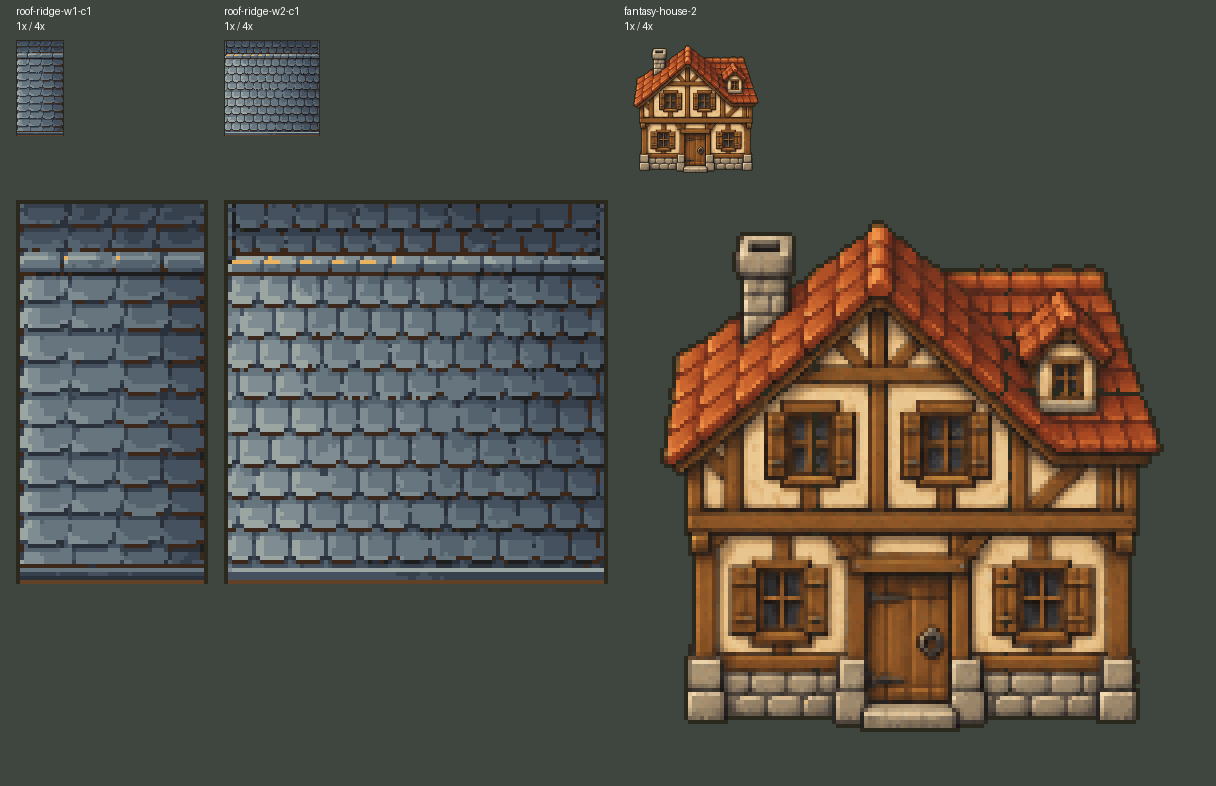 roof-ridge-w1-c1
1x / 4x
roof-ridge-w2-c1
1x / 4x
fantasy-house-2
1x / 4x